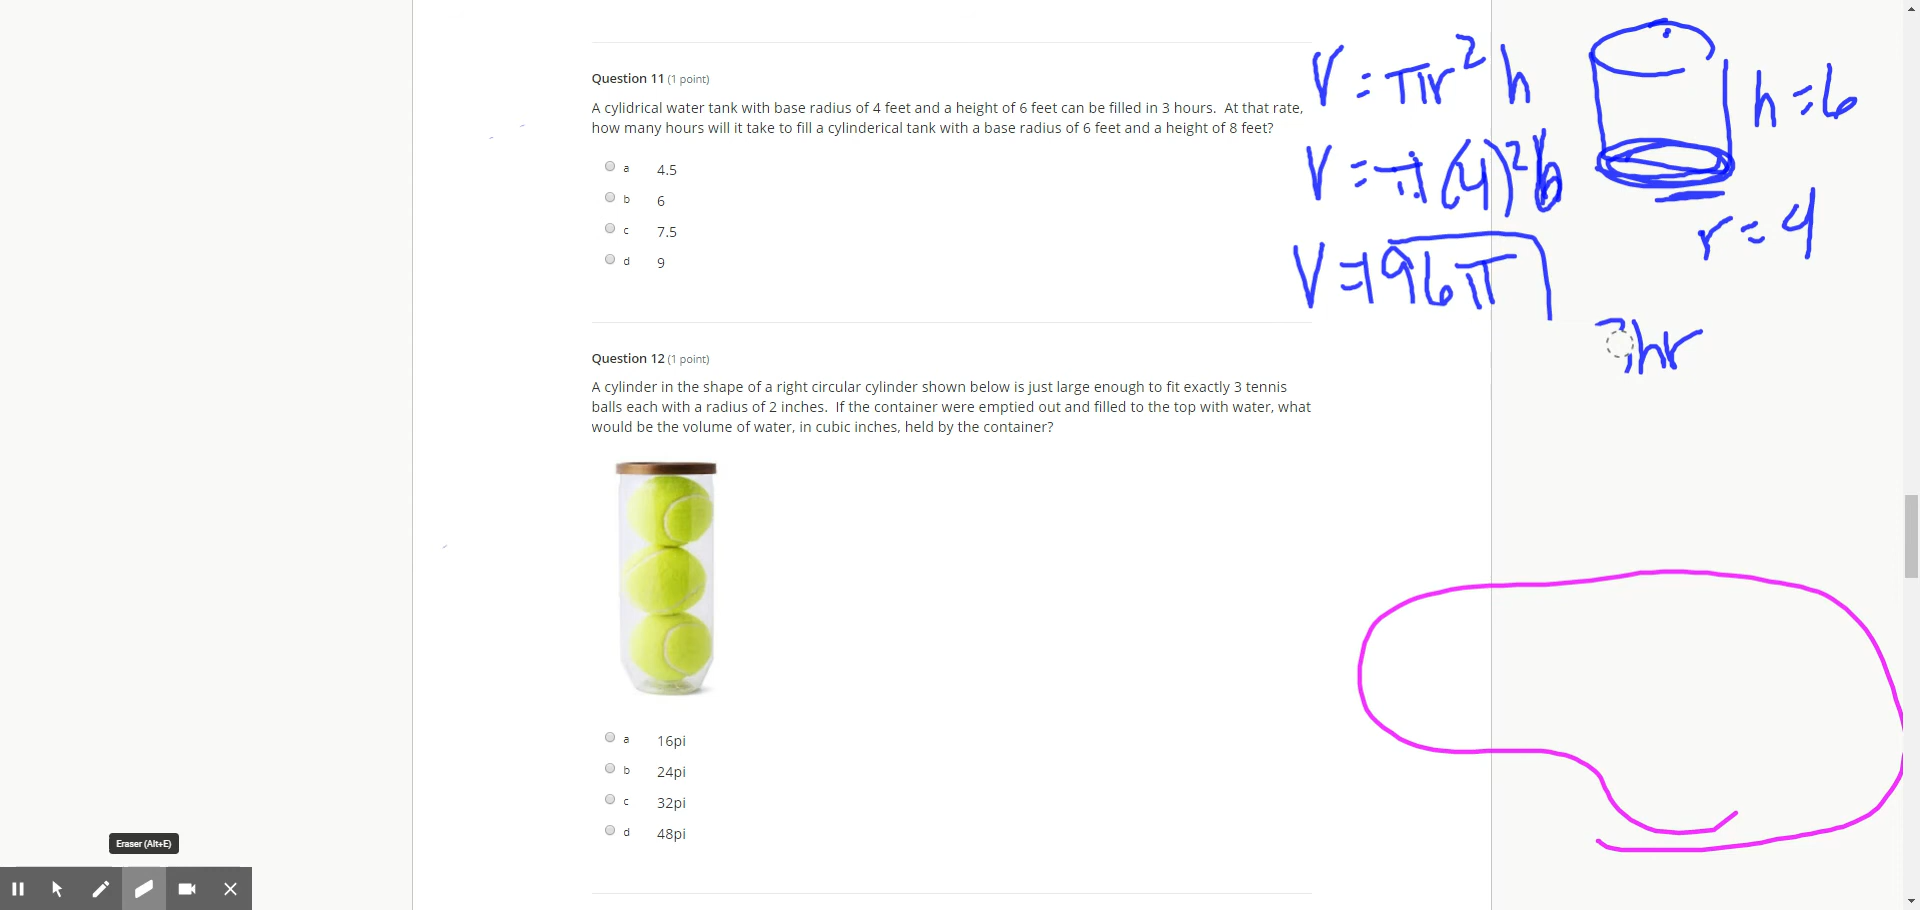 Question 11 (1 point)
A cylidrical water tank with base radius of 4 feet and a height of 6 feet can be filled in 3 hours. At that rate,
how many hours will it take to fill a cylinderical tank with a base radius of 6 feet and a height of 8 feet?
a 4.5
b 6
c 7.5
d 9
V = πr² h
V = π (4)² 6
V = 96π
h = 6
r = 4
3hr
Question 12 (1 point)
A cylinder in the shape of a right circular cylinder shown below is just large enough to fit exactly 3 tennis
balls each with a radius of 2 inches. If the container were emptied out and filled to the top with water, what
would be the volume of water, in cubic inches, held by the container?
a 16pi
b 24pi
c 32pi
d 48pi
Eraser (Alt+E)